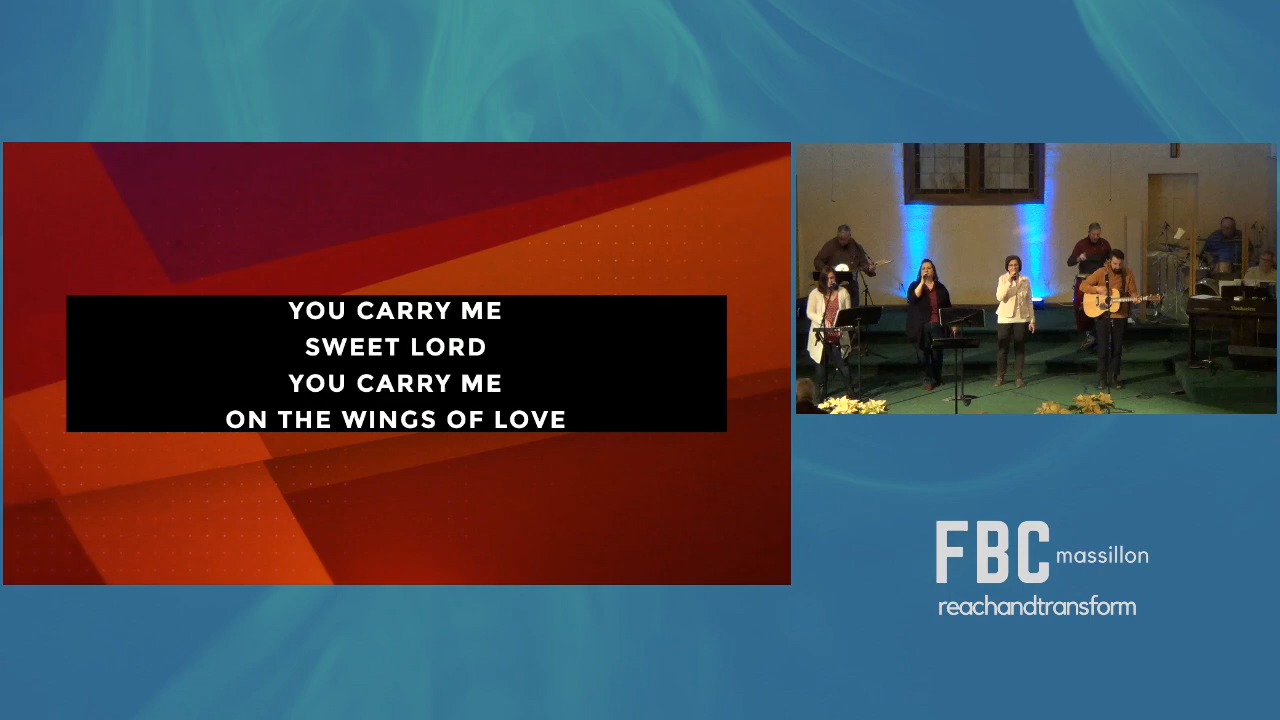 YOU CARRY ME
SWEET LORD
YOU CARRY ME
ON THE WINGS OF LOVE
FBC massillon
reachandtransform